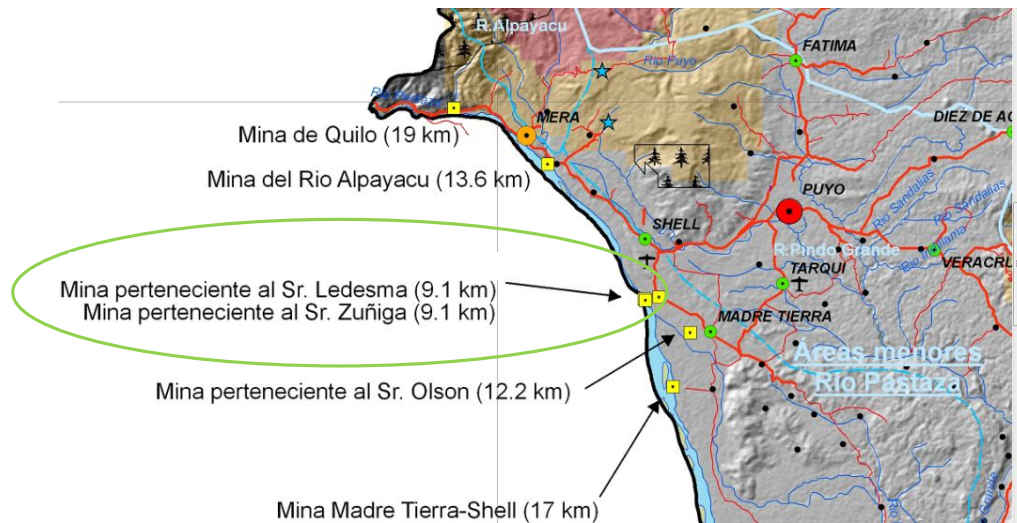 R.Alpayacu
FATIMA
Rio Puyo
Rio Pastaza
MERA
DIEZ DE AG
Mina de Quilo (19 km)
Mina del Rio Alpayacu (13.6 km)
PUYO
Rio Sandalias
Rio Sandalias
SHELL
R.Pindo Grande
VERACRU
TARQUI
Mina perteneciente al Sr. Ledesma (9.1 km)
Mina perteneciente al Sr. Zuñiga (9.1 km)
MADRE TIERRA
Áreas menores
Río Pastaza
Mina perteneciente al Sr. Olson (12.2 km)
Mina Madre Tierra-Shell (17 km)